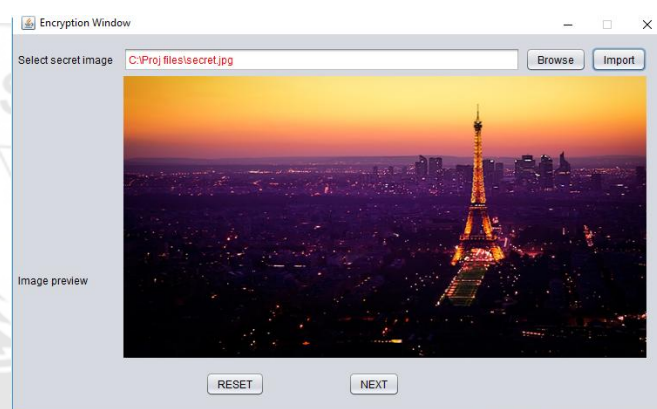 Encryption Window
Select secret image C:\Proj files\secret.jpg Browse Import
Image preview
RESET NEXT